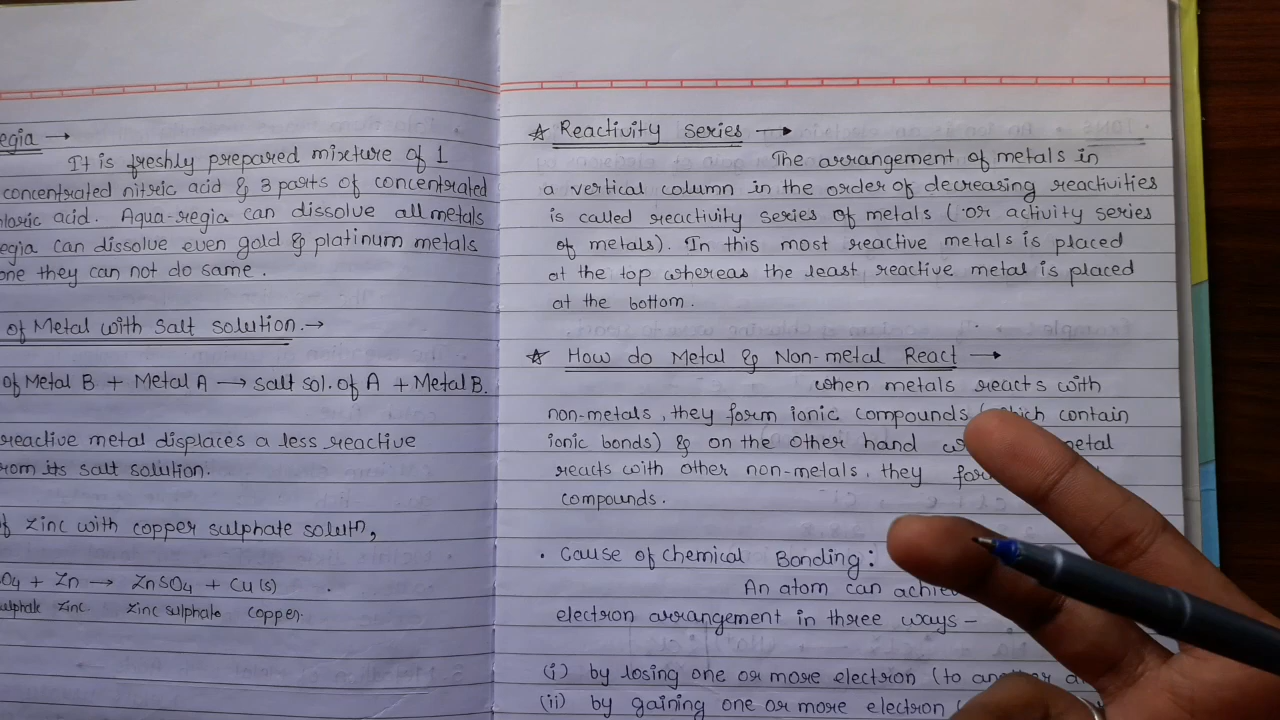 egia →
It is freshly prepared mixture of 1
concentrated nitric acid & 3 parts of concentrated
loric acid. Aqua-regia can dissolve all metals
egia can dissolve even gold & platinum metals
one they can not do same.
of Metal with salt solution.→
of Metal B + Metal A → salt sol. of A + Metal B.
reactive metal displaces a less reactive
rom its salt solution.
f zinc with copper sulphate solutn,
O4 + Zn → ZnSO4 + Cu(s)
ulphate zinc. zinc sulphate copper.
☆ Reactivity series →
The arrangement of metals in
a vertical column in the order of decreasing reactivities
is called reactivity series of metals (or activity series
of metals). In this most reactive metals is placed
at the top whereas the least reactive metal is placed
at the bottom.
☆ How do Metal & Non-metal React →
when metals reacts with
non-metals, they form ionic compounds (which contain
ionic bonds) & on the other hand etal
reacts with other non-metals, they
compounds.
• Cause of chemical Bonding:
An atom can
electron arrangement in three ways -
(i) by losing one or more electron (to
(ii) by gaining one or more electron